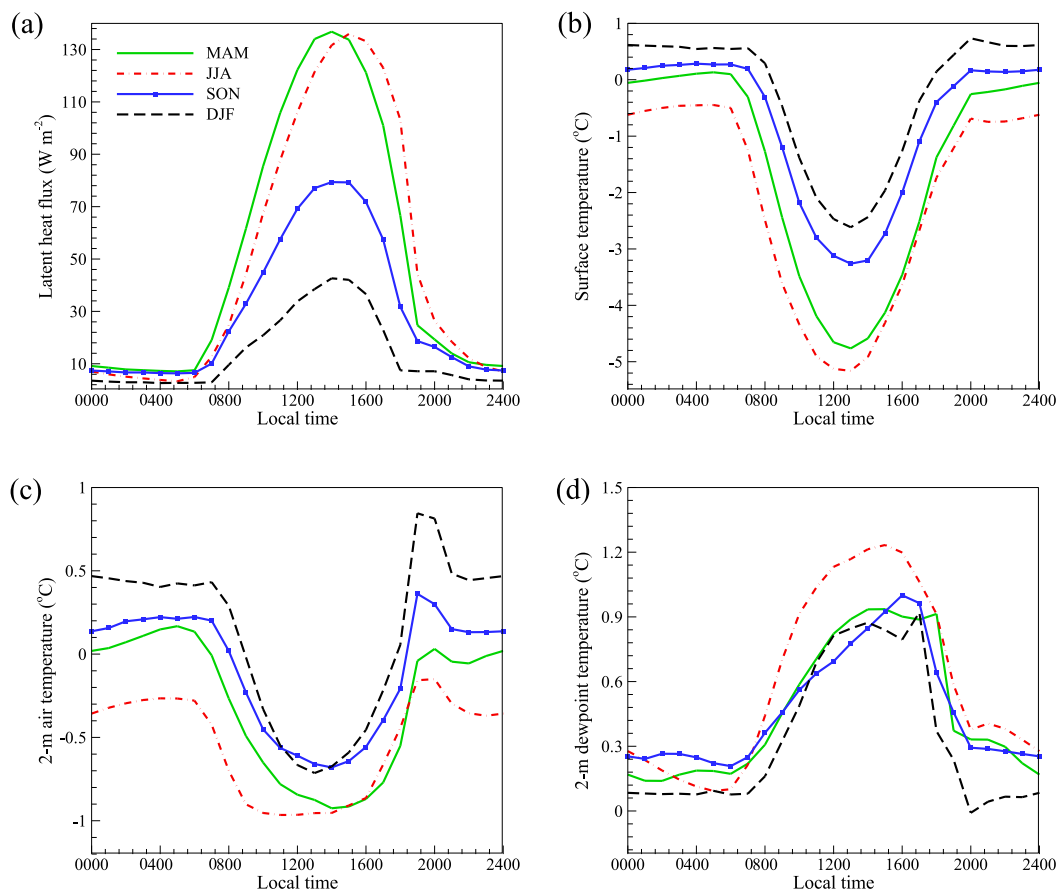 (a)
Latent heat flux (W m-2)
130
110
90
70
50
30
10
MAM
JJA
SON
DJF
0000 0400 0800 1200 1600 2000 2400
Local time
(b)
Surface temperature (oC)
1
0
-1
-2
-3
-4
-5
0000 0400 0800 1200 1600 2000 2400
Local time
(c)
2-m air temperature (oC)
1
0.5
0
-0.5
-1
0000 0400 0800 1200 1600 2000 2400
Local time
(d)
2-m dewpoint temperature (oC)
1.5
1.2
0.9
0.6
0.3
0
0000 0400 0800 1200 1600 2000 2400
Local time